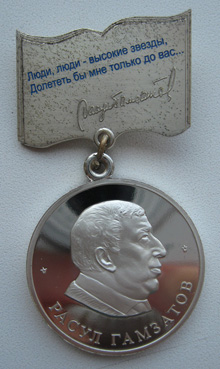 Люди, люди - высокие звезды,
Долететь бы мне только до вас...
РАСУЛ ГАМЗАТОВ